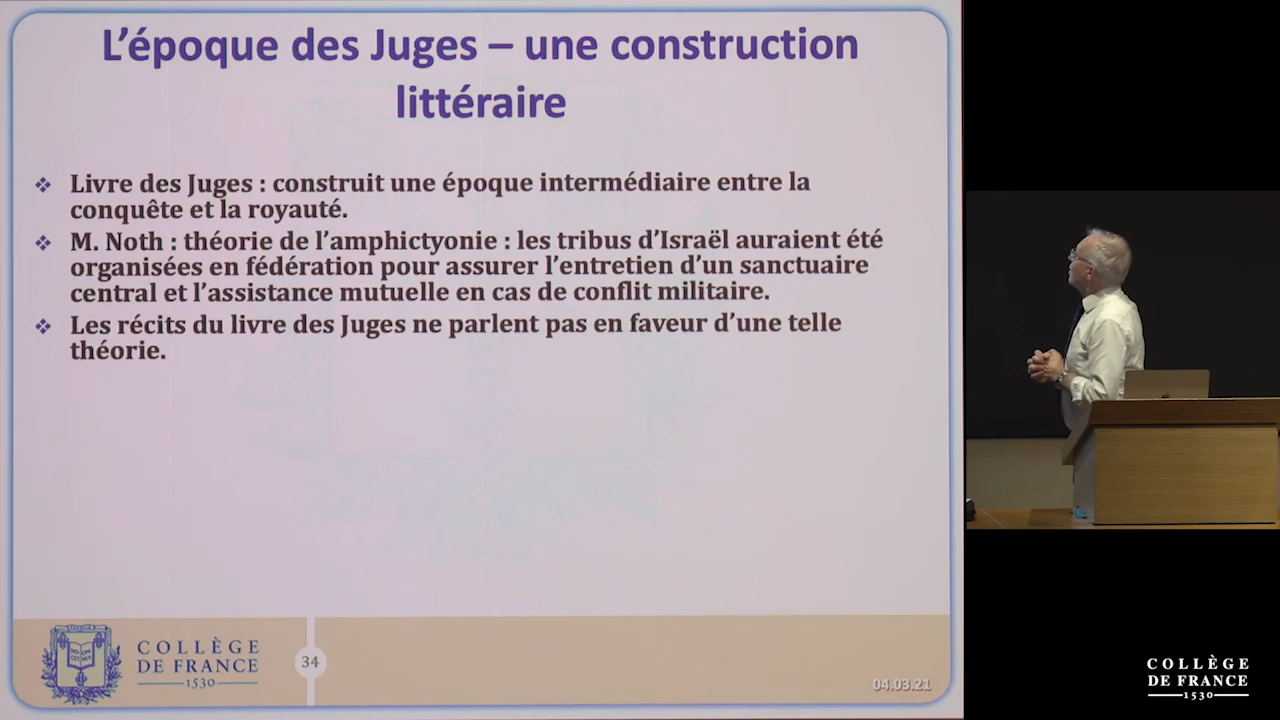 L'époque des Juges – une construction
littéraire
❖ Livre des Juges : construit une époque intermédiaire entre la
conquête et la royauté.
❖ M. Noth : théorie de l'amphictyonie : les tribus d'Israël auraient été
organisées en fédération pour assurer l'entretien d'un sanctuaire
central et l'assistance mutuelle en cas de conflit militaire.
❖ Les récits du livre des Juges ne parlent pas en faveur d'une telle
théorie.
COLLÈGE
DE FRANCE
1530
34
04.03.21
COLLÈGE
DE FRANCE
1530